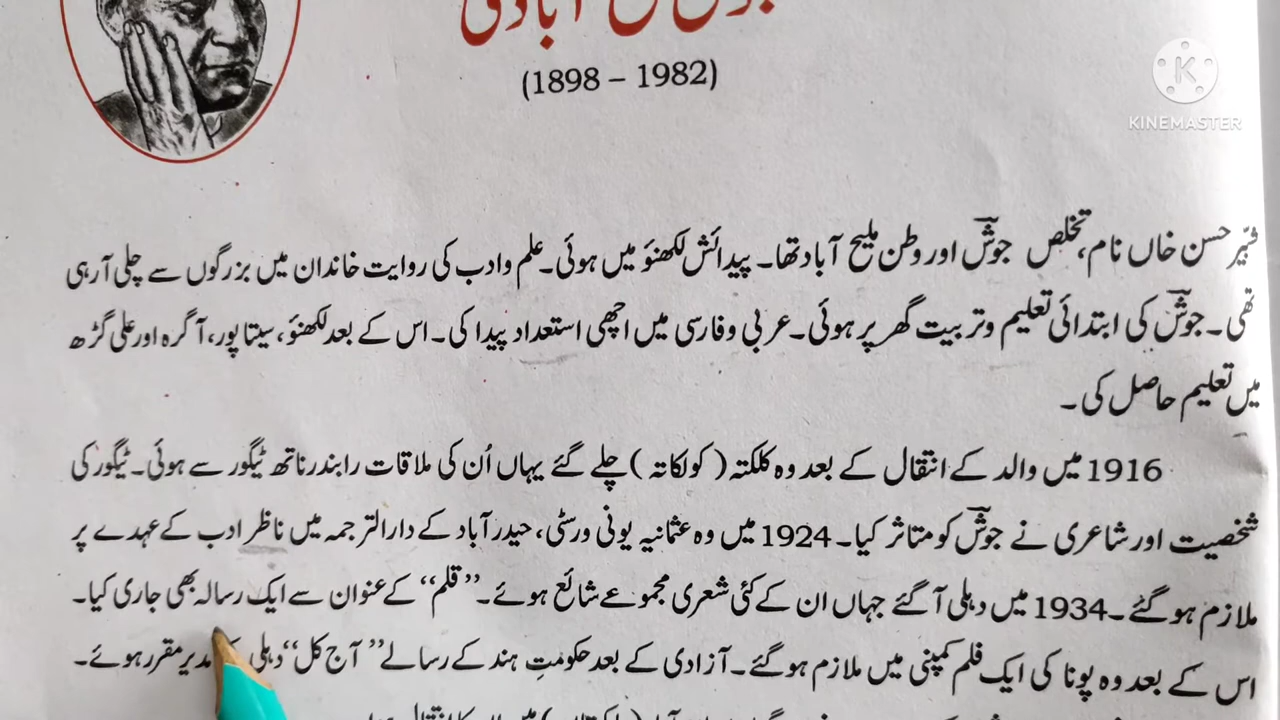 آبادی
(1898 – 1982)
KINEMASTER
شبیر حسن خاں نام، تخلص جوشؔ اور وطن ملیح آباد تھا۔ پیدائش لکھنؤ میں ہوئی۔ علم و ادب کی روایت خاندان میں بزرگوں سے چلی آ رہی
تھی۔ جوشؔ کی ابتدائی تعلیم و تربیت گھر پر ہوئی۔ عربی و فارسی میں اچھی استعداد پیدا کی۔ اس کے بعد لکھنؤ، سیتاپور، آگرہ اور علی گڑھ
میں تعلیم حاصل کی۔
1916 میں والد کے انتقال کے بعد وہ کلکتہ (کولکاتہ) چلے گئے یہاں اُن کی ملاقات رابندر ناتھ ٹیگور سے ہوئی۔ ٹیگور کی
شخصیت اور شاعری نے جوشؔ کو متاثر کیا۔ 1924 میں وہ عثمانیہ یونی ورسٹی، حیدرآباد کے دارالترجمہ میں ناظر ادب کے عہدے پر
ملازم ہو گئے۔ 1934 میں دہلی آ گئے جہاں ان کے کئی شعری مجموعے شائع ہوئے۔ ”قلم“ کے عنوان سے ایک رسالہ بھی جاری کیا۔
اس کے بعد وہ پونا کی ایک فلم کمپنی میں ملازم ہو گئے۔ آزادی کے بعد حکومتِ ہند کے رسالے ”آج کل“ دہلی مدیر مقرر ہوئے۔